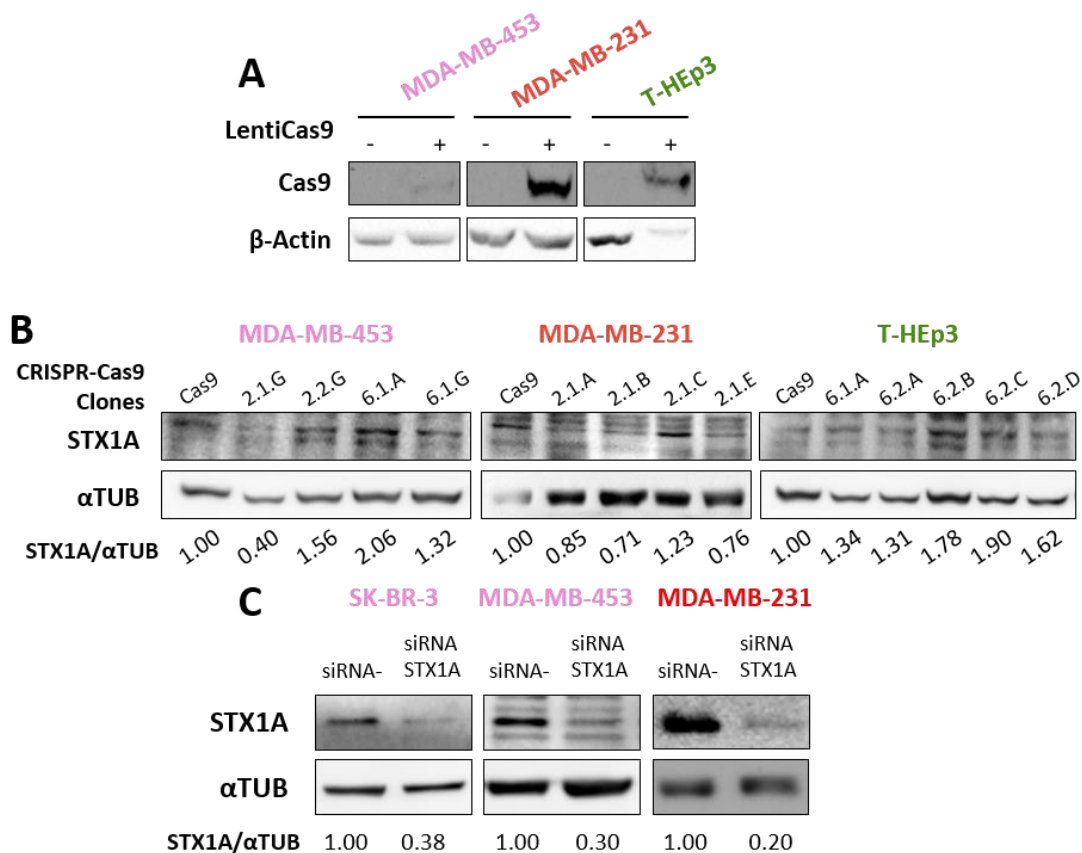 A
MDA-MB-453 MDA-MB-231 T-HEp3
LentiCas9
- + - + - +
Cas9
β-Actin
B
MDA-MB-453 MDA-MB-231 T-HEp3
CRISPR-Cas9
Clones
Cas9 2.1.G 2.2.G 6.1.A 6.1.G Cas9 2.1.A 2.1.B 2.1.C 2.1.E Cas9 6.1.A 6.2.A 6.2.B 6.2.C 6.2.D
STX1A
αTUB
STX1A/αTUB 1.00 0.40 1.56 2.06 1.32 1.00 0.85 0.71 1.23 0.76 1.00 1.34 1.31 1.78 1.90 1.62
C
SK-BR-3 MDA-MB-453 MDA-MB-231
siRNA- siRNA STX1A siRNA- siRNA STX1A siRNA- siRNA STX1A
STX1A
αTUB
STX1A/αTUB 1.00 0.38 1.00 0.30 1.00 0.20